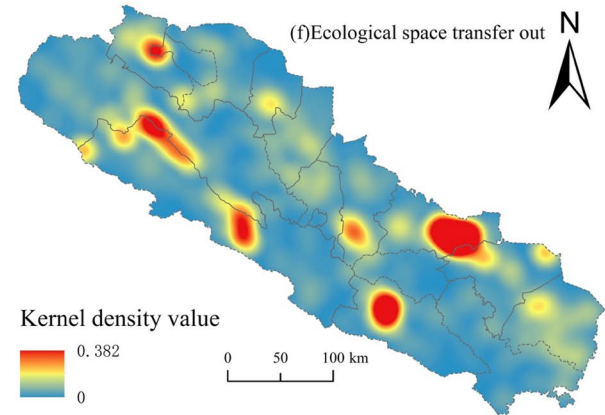 (f)Ecological space transfer out
N
Kernel density value
0.382
0
0 50 100 km